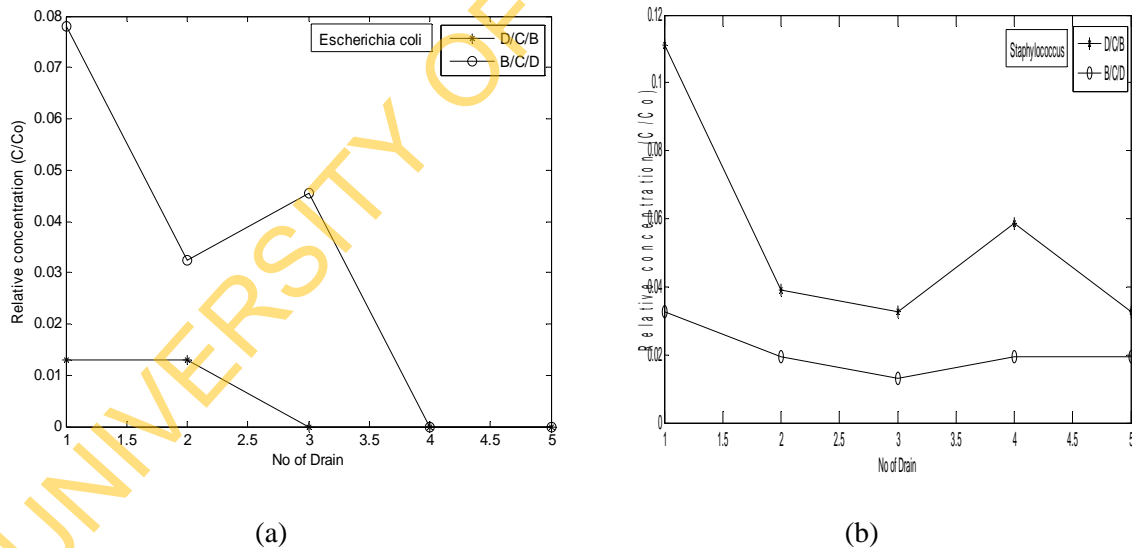 0.08
0.07
0.06
0.05
0.04
0.03
0.02
0.01
0
1
1.5
2
2.5
3
3.5
4
4.5
5
No of Drain
Relative concentration (C/Co)
Escherichia coli
D/C/B
B/C/D
(a)
0.12
0.1
0.08
0.06
0.04
0.02
0
1
1.5
2
2.5
3
3.5
4
4.5
5
No of Drain
Relative concentration (C/Co)
Staphylococcus
D/C/B
B/C/D
(b)
UNIVERSITY OF